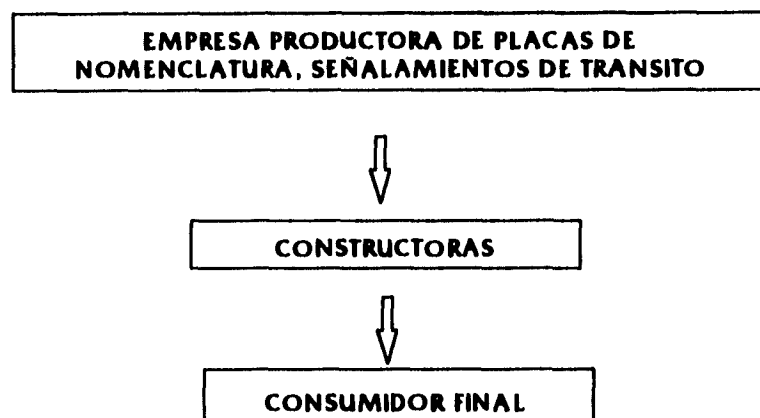 EMPRESA PRODUCTORA DE PLACAS DE
NOMENCLATURA, SEÑALAMIENTOS DE TRANSITO
CONSTRUCTORAS
CONSUMIDOR FINAL